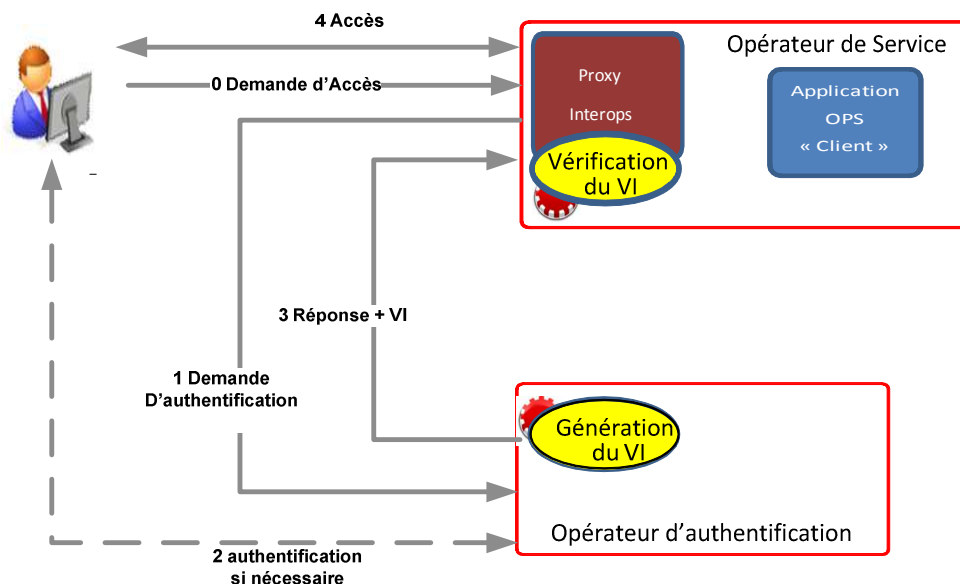 4 Accès
Opérateur de Service
0 Demande d'Accès
Proxy
Interops
Application
OPS
« Client »
Vérification
du VI
3 Réponse + VI
1 Demande
D'authentification
Génération
du VI
Opérateur d'authentification
2 authentification
si nécessaire